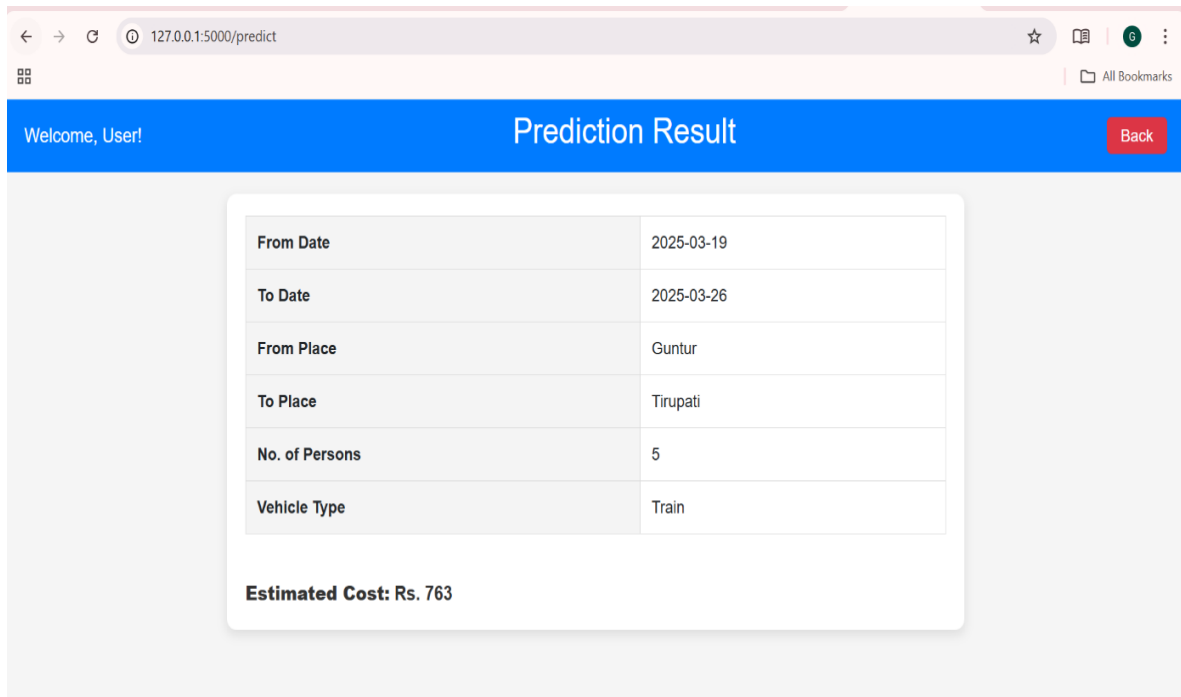 127.0.0.1:5000/predict
G
All Bookmarks
Welcome, User!
Prediction Result
Back
From Date 2025-03-19
To Date 2025-03-26
From Place Guntur
To Place Tirupati
No. of Persons 5
Vehicle Type Train
Estimated Cost: Rs. 763